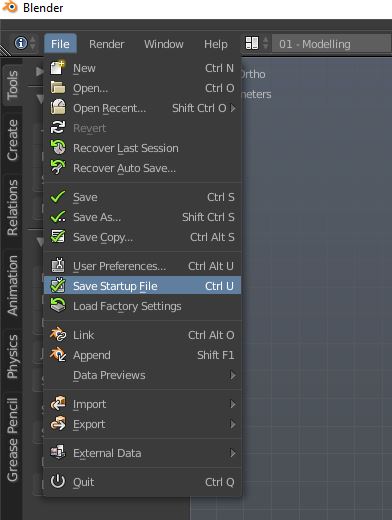 Blender
File Render Window Help 01 - Modelling
New Ctrl N
Open... Ctrl O
Open Recent... Shift Ctrl O
Revert
Recover Last Session
Recover Auto Save...
Save Ctrl S
Save As... Shift Ctrl S
Save Copy... Ctrl Alt S
User Preferences... Ctrl Alt U
Save Startup File Ctrl U
Load Factory Settings
Link Ctrl Alt O
Append Shift F1
Data Previews
Import
Export
External Data
Quit Ctrl Q
Ortho
Tools
Create
Relations
Animation
Physics
Grease Pencil